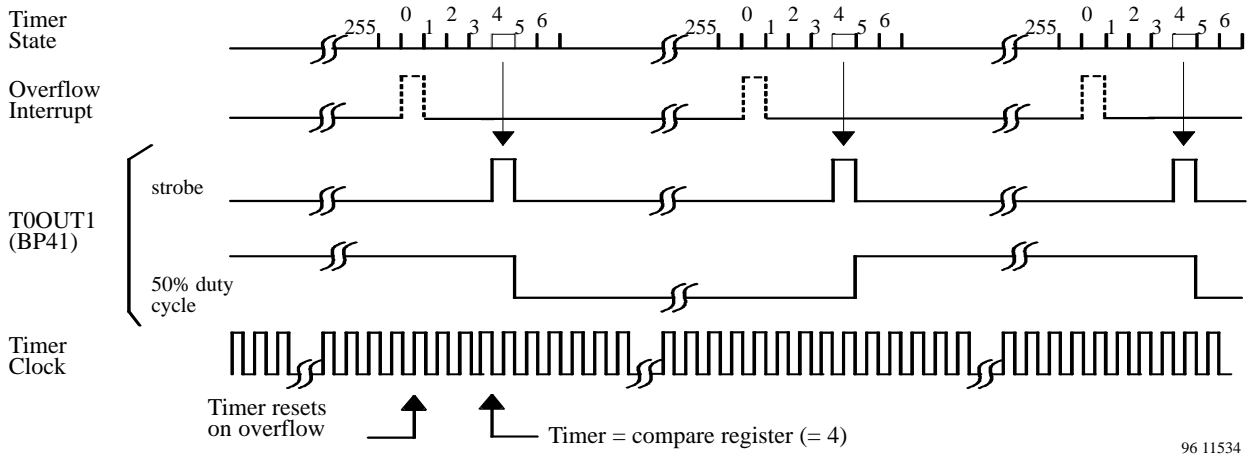 Timer
State
255 0 1 2 3 4 5 6 255 0 1 2 3 4 5 6 255 0 1 2 3 4 5 6
Overflow
Interrupt
strobe
T0OUT1
(BP41)
50% duty
cycle
Timer
Clock
Timer resets
on overflow
Timer = compare register (= 4)
96 11534